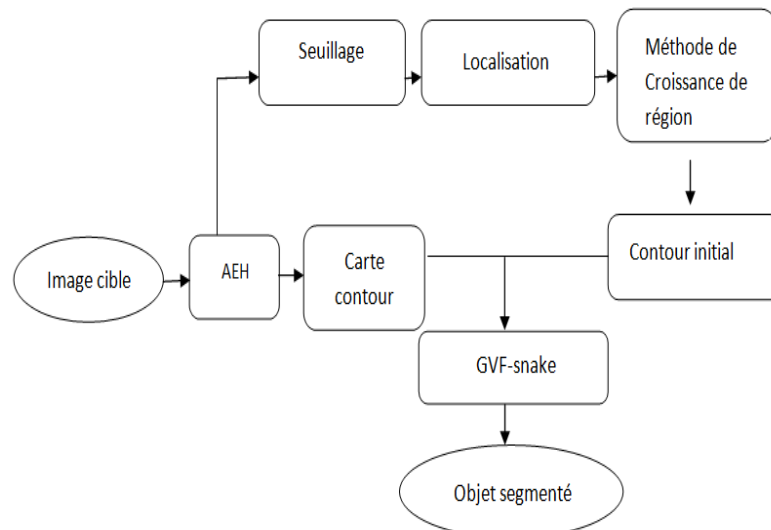 Seuillage
Localisation
Méthode de
Croissance de
région
Image cible
AEH
Carte
contour
Contour initial
GVF-snake
Objet segmenté